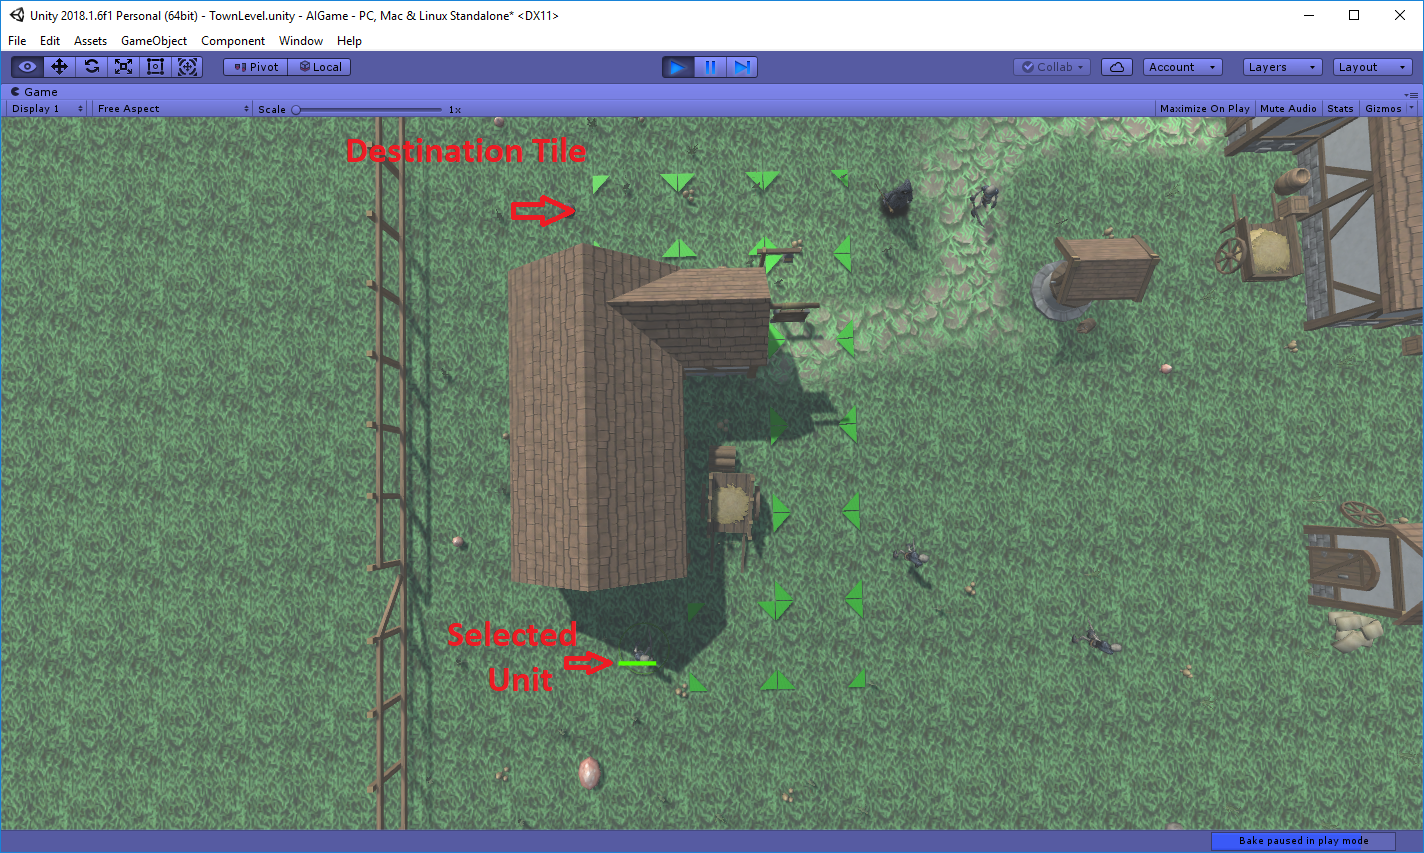 Unity 2018.1.6f1 Personal (64bit) - TownLevel.unity - AIGame - PC, Mac & Linux Standalone* <DX11>
File Edit Assets GameObject Component Window Help
Pivot Local Collab Account Layers Layout
Game
Display 1 Free Aspect Scale 1x Maximize On Play Mute Audio Stats Gizmos
Destination Tile
Selected
Unit
Bake paused in play mode